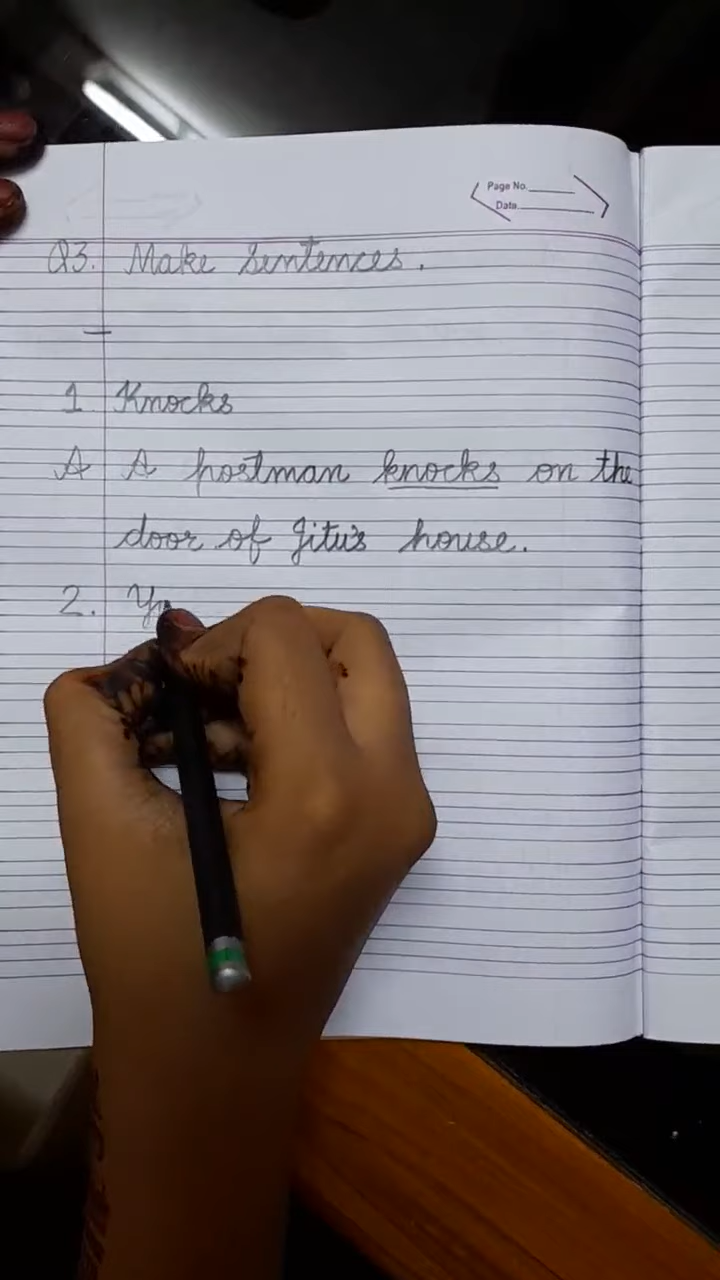 Page No.
Date.
Q3. Make Sentences.
1 Knocks
A A postman knocks on the
door of Jitu's house.
2.